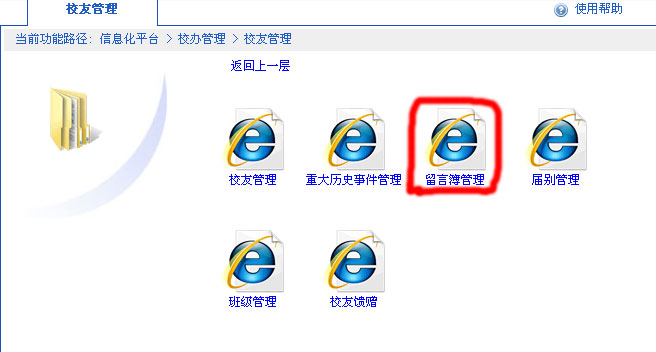 校友管理
使用帮助
当前功能路径：信息化平台 > 校办管理 > 校友管理
返回上一层
校友管理 重大历史事件管理 留言簿管理 届别管理
班级管理 校友馈赠